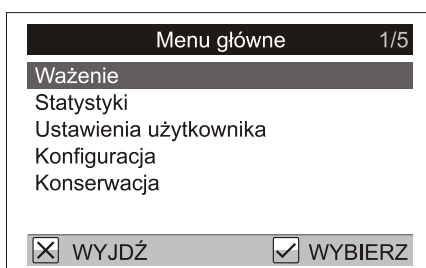 Menu główne 1/5
Ważenie
Statystyki
Ustawienia użytkownika
Konfiguracja
Konserwacja
WYJDŹ WYBIERZ